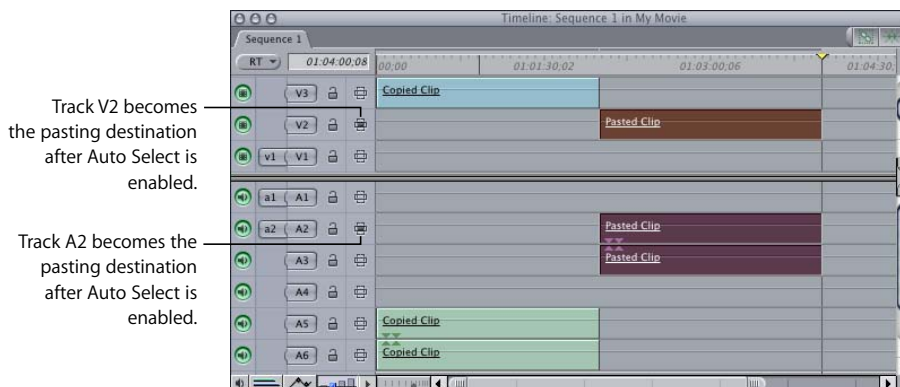 Timeline: Sequence 1 in My Movie
Sequence 1
RT 01:04:00;08 00;00 01:01:30;02 01:03:00;06 01:04:30;
V3 Copied Clip
Track V2 becomes
the pasting destination
after Auto Select is
enabled.
V2 Pasted Clip
v1 V1
a1 A1
Track A2 becomes the
pasting destination
after Auto Select is
enabled.
a2 A2 Pasted Clip
A3 Pasted Clip
A4
A5 Copied Clip
A6 Copied Clip